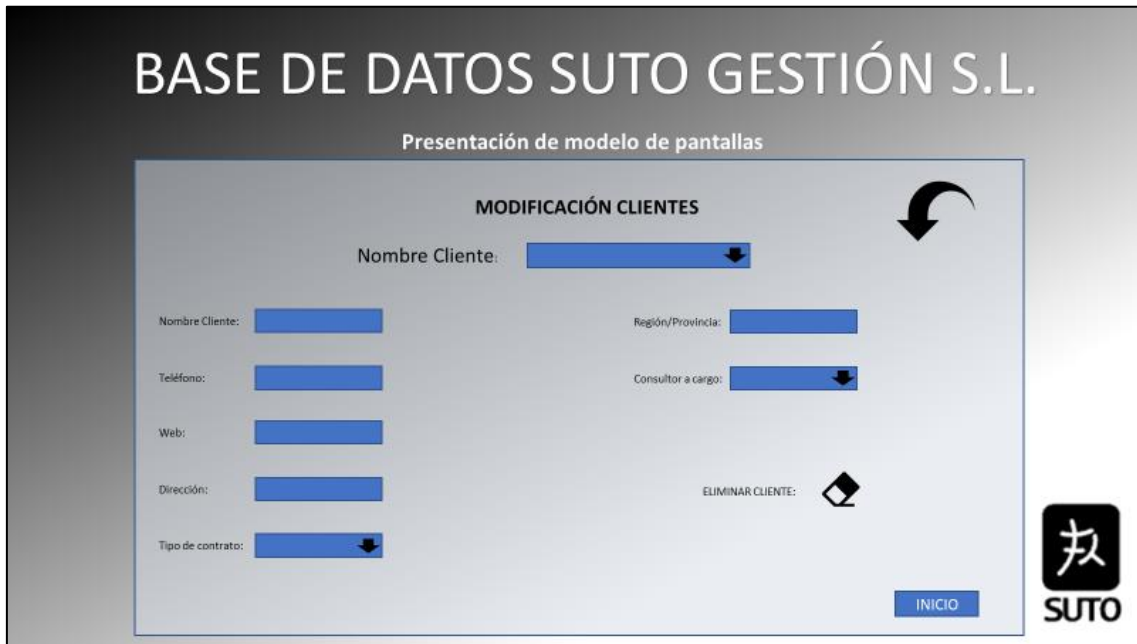 BASE DE DATOS SUTO GESTIÓN S.L.
Presentación de modelo de pantallas
MODIFICACIÓN CLIENTES
Nombre Cliente:
Nombre Cliente:
Región/Provincia:
Teléfono:
Consultor a cargo:
Web:
Dirección:
ELIMINAR CLIENTE:
Tipo de contrato:
INICIO
SUTO